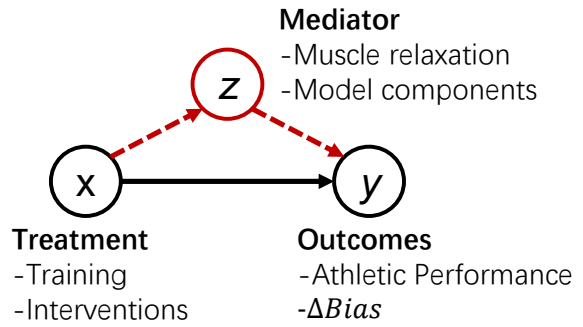 Mediator
-Muscle relaxation
-Model components
z
x
y
Treatment
-Training
-Interventions
Outcomes
-Athletic Performance
-ΔBias